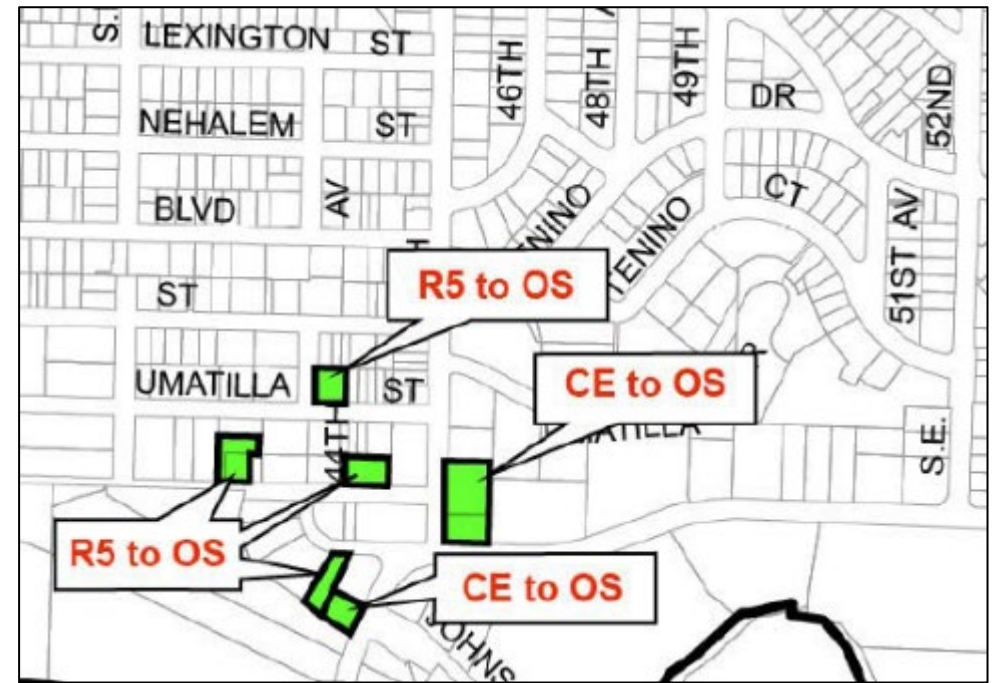 S.
LEXINGTON ST
NEHALEM ST
BLVD
AV
ST
46TH
48TH
49TH
DR
52ND
CT
51ST AV
TENINO
R5 to OS
CE to OS
UMATILLA ST
44TH
S.E.
R5 to OS
CE to OS
JOHNS